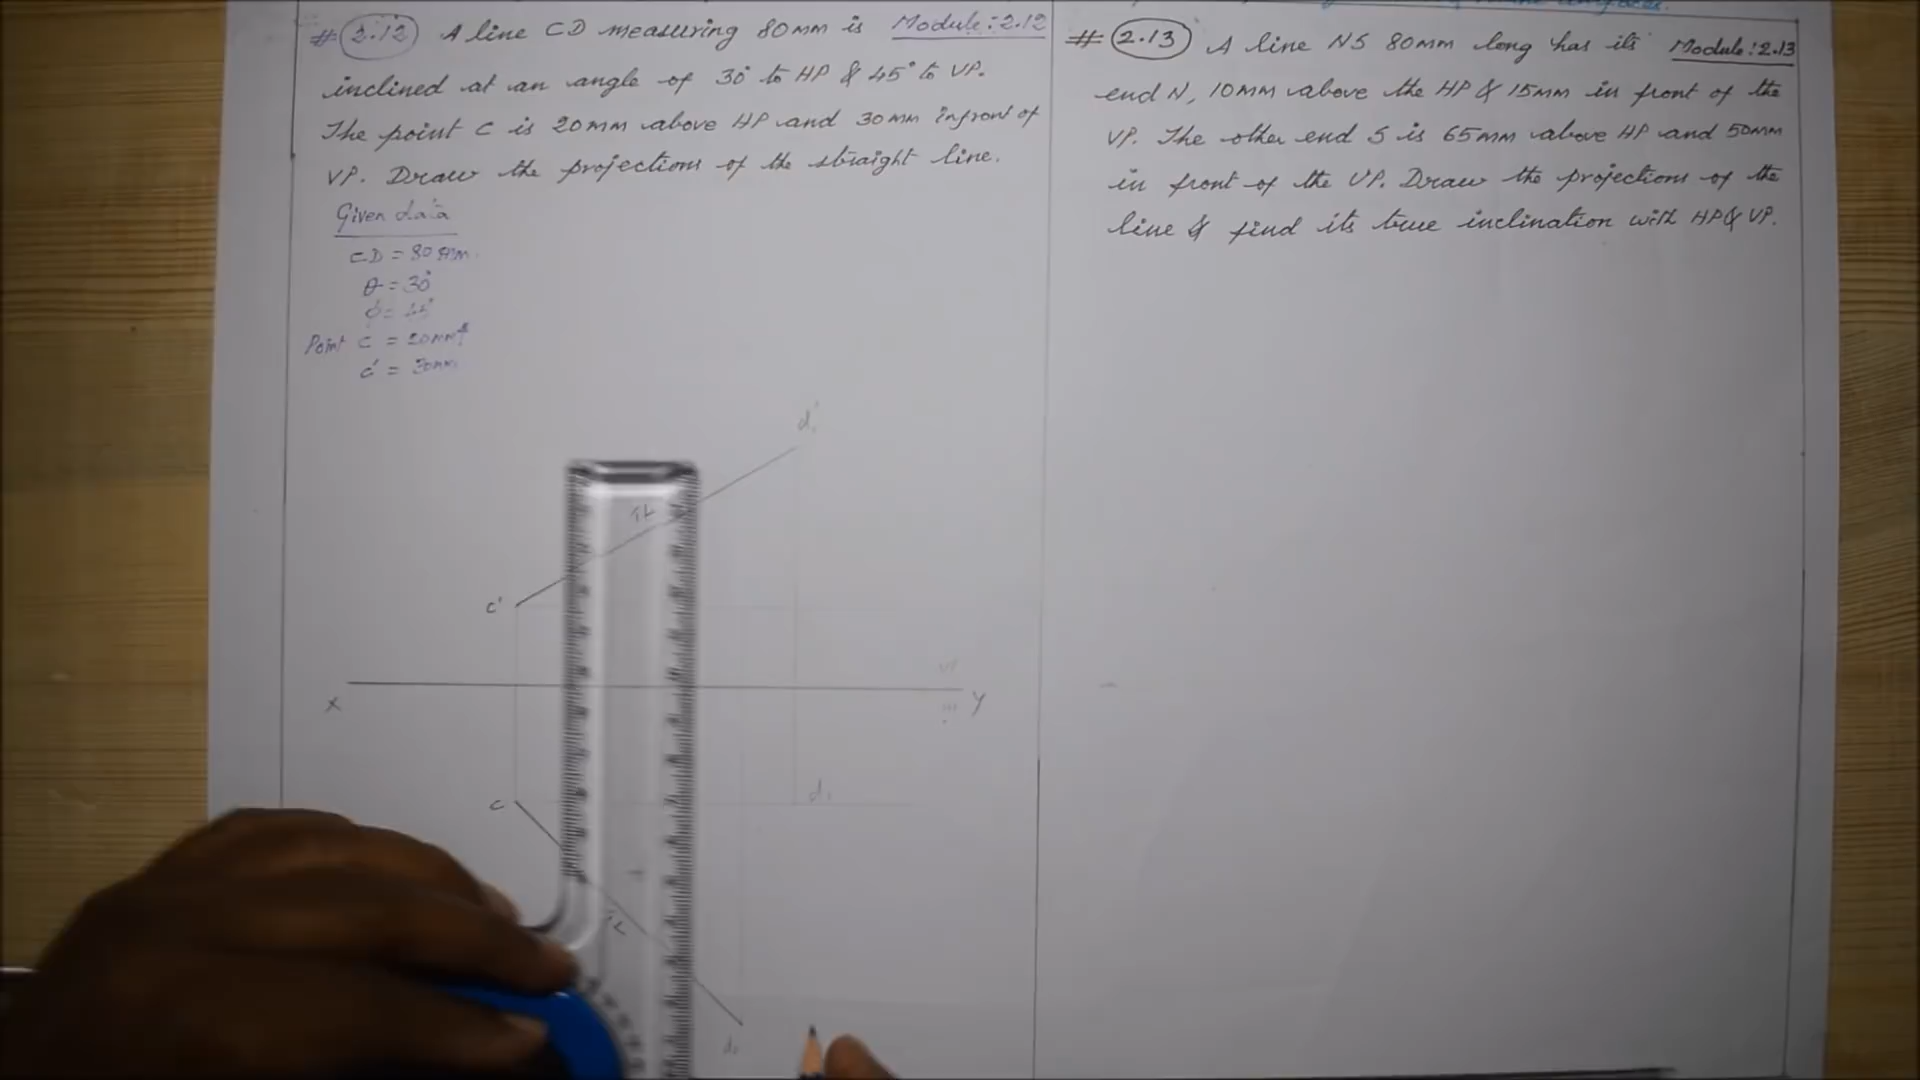 # 2.12 A line CD measuring 80mm is Module:2.12
inclined at an angle of 30° to HP & 45° to VP.
The point C is 20mm above HP and 30mm infront of
VP. Draw the projections of the straight line.
Given data
CD = 80mm.
θ = 30°
φ = 45°
Point C = 20mm↑
c' = 30mm
d₁'
TL
c'
X
Y
c
d₁
TL
d₂
# 2.13 A line NS 80mm long has its Module:2.13
end N, 10mm above the HP & 15mm in front of the
VP. The other end S is 65mm above HP and 50mm
in front of the VP. Draw the projections of the
line & find its true inclination with HP & VP.